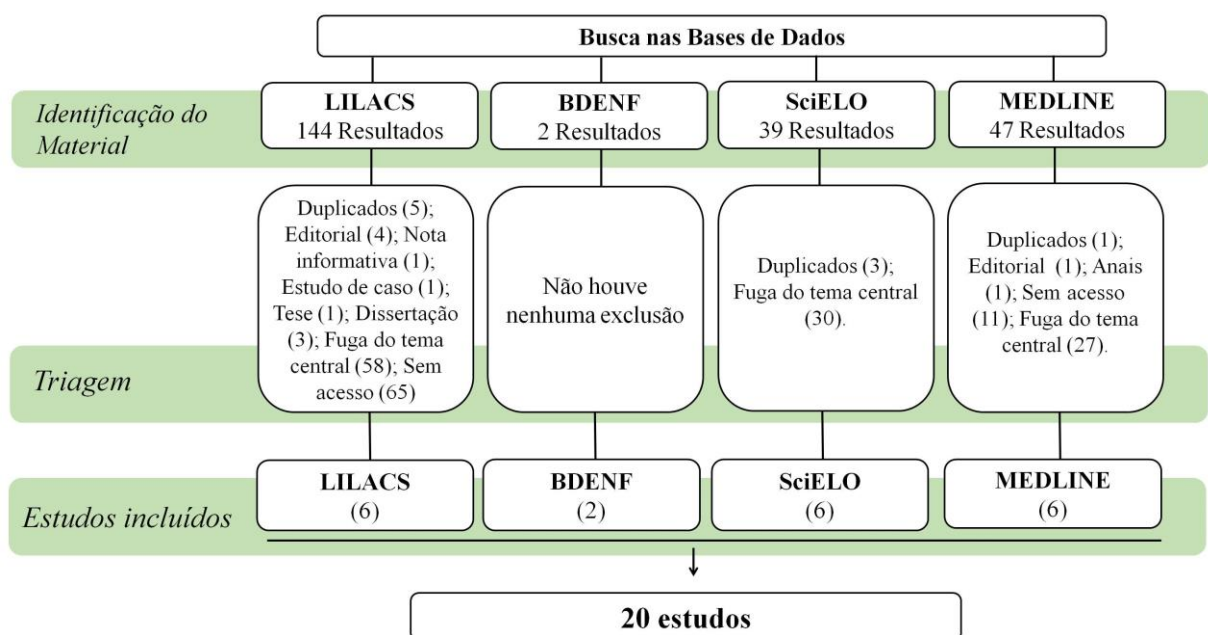 Busca nas Bases de Dados
Identificação do
Material
LILACS
144 Resultados
BDENF
2 Resultados
SciELO
39 Resultados
MEDLINE
47 Resultados
Triagem
Duplicados (5);
Editorial (4); Nota
informativa (1);
Estudo de caso (1);
Tese (1); Dissertação
(3); Fuga do tema
central (58); Sem
acesso (65)
Não houve
nenhuma exclusão
Duplicados (3);
Fuga do tema central
(30).
Duplicados (1);
Editorial (1); Anais
(1); Sem acesso
(11); Fuga do tema
central (27).
Estudos incluídos
LILACS
(6)
BDENF
(2)
SciELO
(6)
MEDLINE
(6)
20 estudos